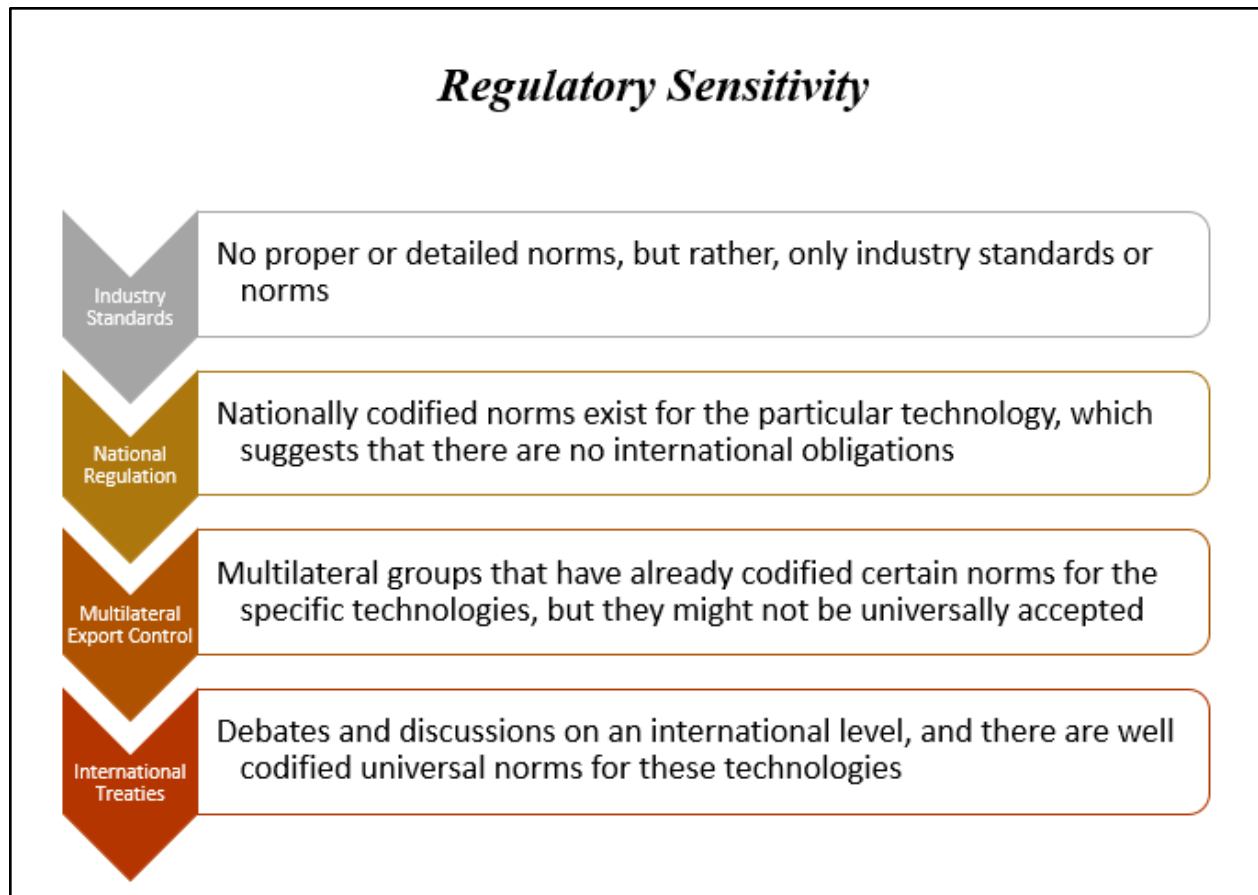 Regulatory Sensitivity
Industry
Standards
No proper or detailed norms, but rather, only industry standards or
norms
National
Regulation
Nationally codified norms exist for the particular technology, which
suggests that there are no international obligations
Multilateral
Export Control
Multilateral groups that have already codified certain norms for the
specific technologies, but they might not be universally accepted
International
Treaties
Debates and discussions on an international level, and there are well
codified universal norms for these technologies